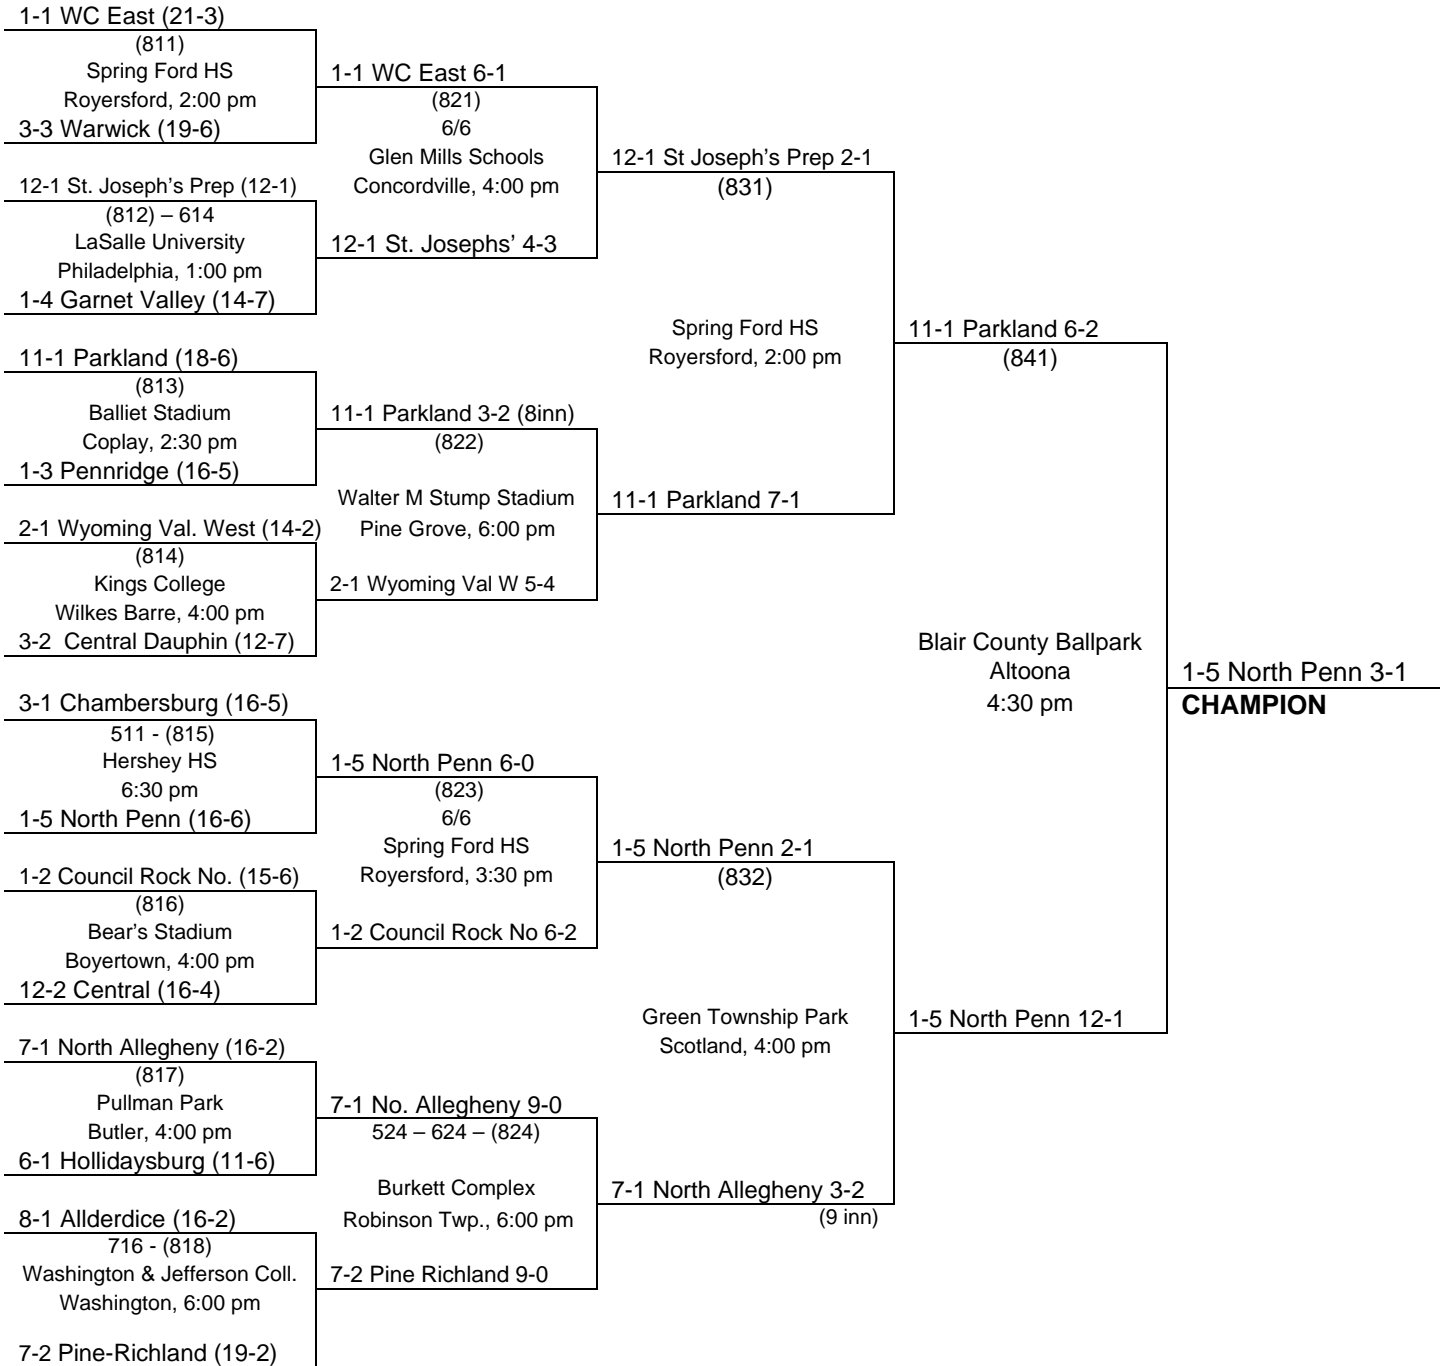 1-1 WC East (21-3)
(811)
Spring Ford HS
Royersford, 2:00 pm
3-3 Warwick (19-6)
12-1 St. Joseph's Prep (12-1)
(812) – 614
LaSalle University
Philadelphia, 1:00 pm
1-4 Garnet Valley (14-7)
11-1 Parkland (18-6)
(813)
Balliet Stadium
Coplay, 2:30 pm
1-3 Pennridge (16-5)
2-1 Wyoming Val. West (14-2)
(814)
Kings College
Wilkes Barre, 4:00 pm
3-2  Central Dauphin (12-7)
3-1 Chambersburg (16-5)
511 - (815)
Hershey HS
6:30 pm
1-5 North Penn (16-6)
1-2 Council Rock No. (15-6)
(816)
Bear's Stadium
Boyertown, 4:00 pm
12-2 Central (16-4)
7-1 North Allegheny (16-2)
(817)
Pullman Park
Butler, 4:00 pm
6-1 Hollidaysburg (11-6)
8-1 Allderdice (16-2)
716 - (818)
Washington & Jefferson Coll.
Washington, 6:00 pm
7-2 Pine-Richland (19-2)
1-1 WC East 6-1
(821)
6/6
Glen Mills Schools
Concordville, 4:00 pm
12-1 St. Josephs' 4-3
11-1 Parkland 3-2 (8inn)
(822)
Walter M Stump Stadium
Pine Grove, 6:00 pm
2-1 Wyoming Val W 5-4
1-5 North Penn 6-0
(823)
6/6
Spring Ford HS
Royersford, 3:30 pm
1-2 Council Rock No 6-2
7-1 No. Allegheny 9-0
524 – 624 – (824)
Burkett Complex
Robinson Twp., 6:00 pm
7-2 Pine Richland 9-0
12-1 St Joseph's Prep 2-1
(831)
Spring Ford HS
Royersford, 2:00 pm
11-1 Parkland 7-1
1-5 North Penn 2-1
(832)
Green Township Park
Scotland, 4:00 pm
7-1 North Allegheny 3-2
(9 inn)
11-1 Parkland 6-2
(841)
Blair County Ballpark
Altoona
4:30 pm
1-5 North Penn 12-1
1-5 North Penn 3-1
CHAMPION